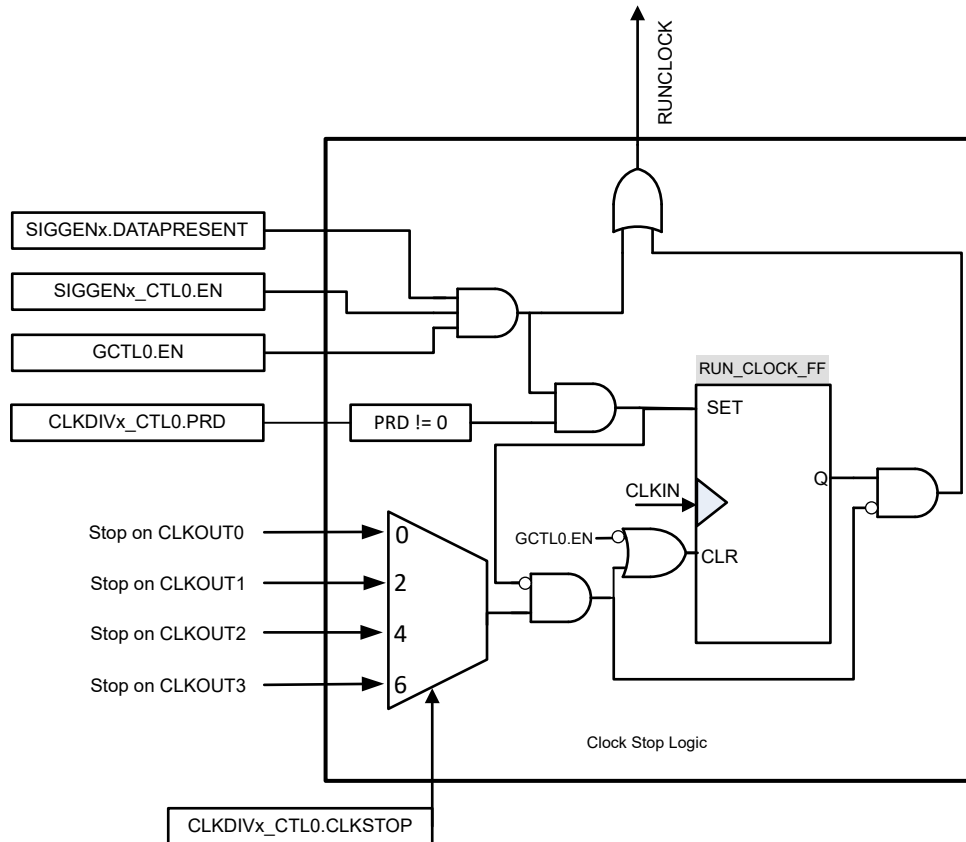 RUNCLOCK
SIGGENx.DATAPRESENT
SIGGENx_CTL0.EN
GCTL0.EN
CLKDIVx_CTL0.PRD
PRD != 0
RUN_CLOCK_FF
SET
Q
CLKIN
GCTL0.EN
CLR
Stop on CLKOUT0
0
Stop on CLKOUT1
2
Stop on CLKOUT2
4
Stop on CLKOUT3
6
Clock Stop Logic
CLKDIVx_CTL0.CLKSTOP